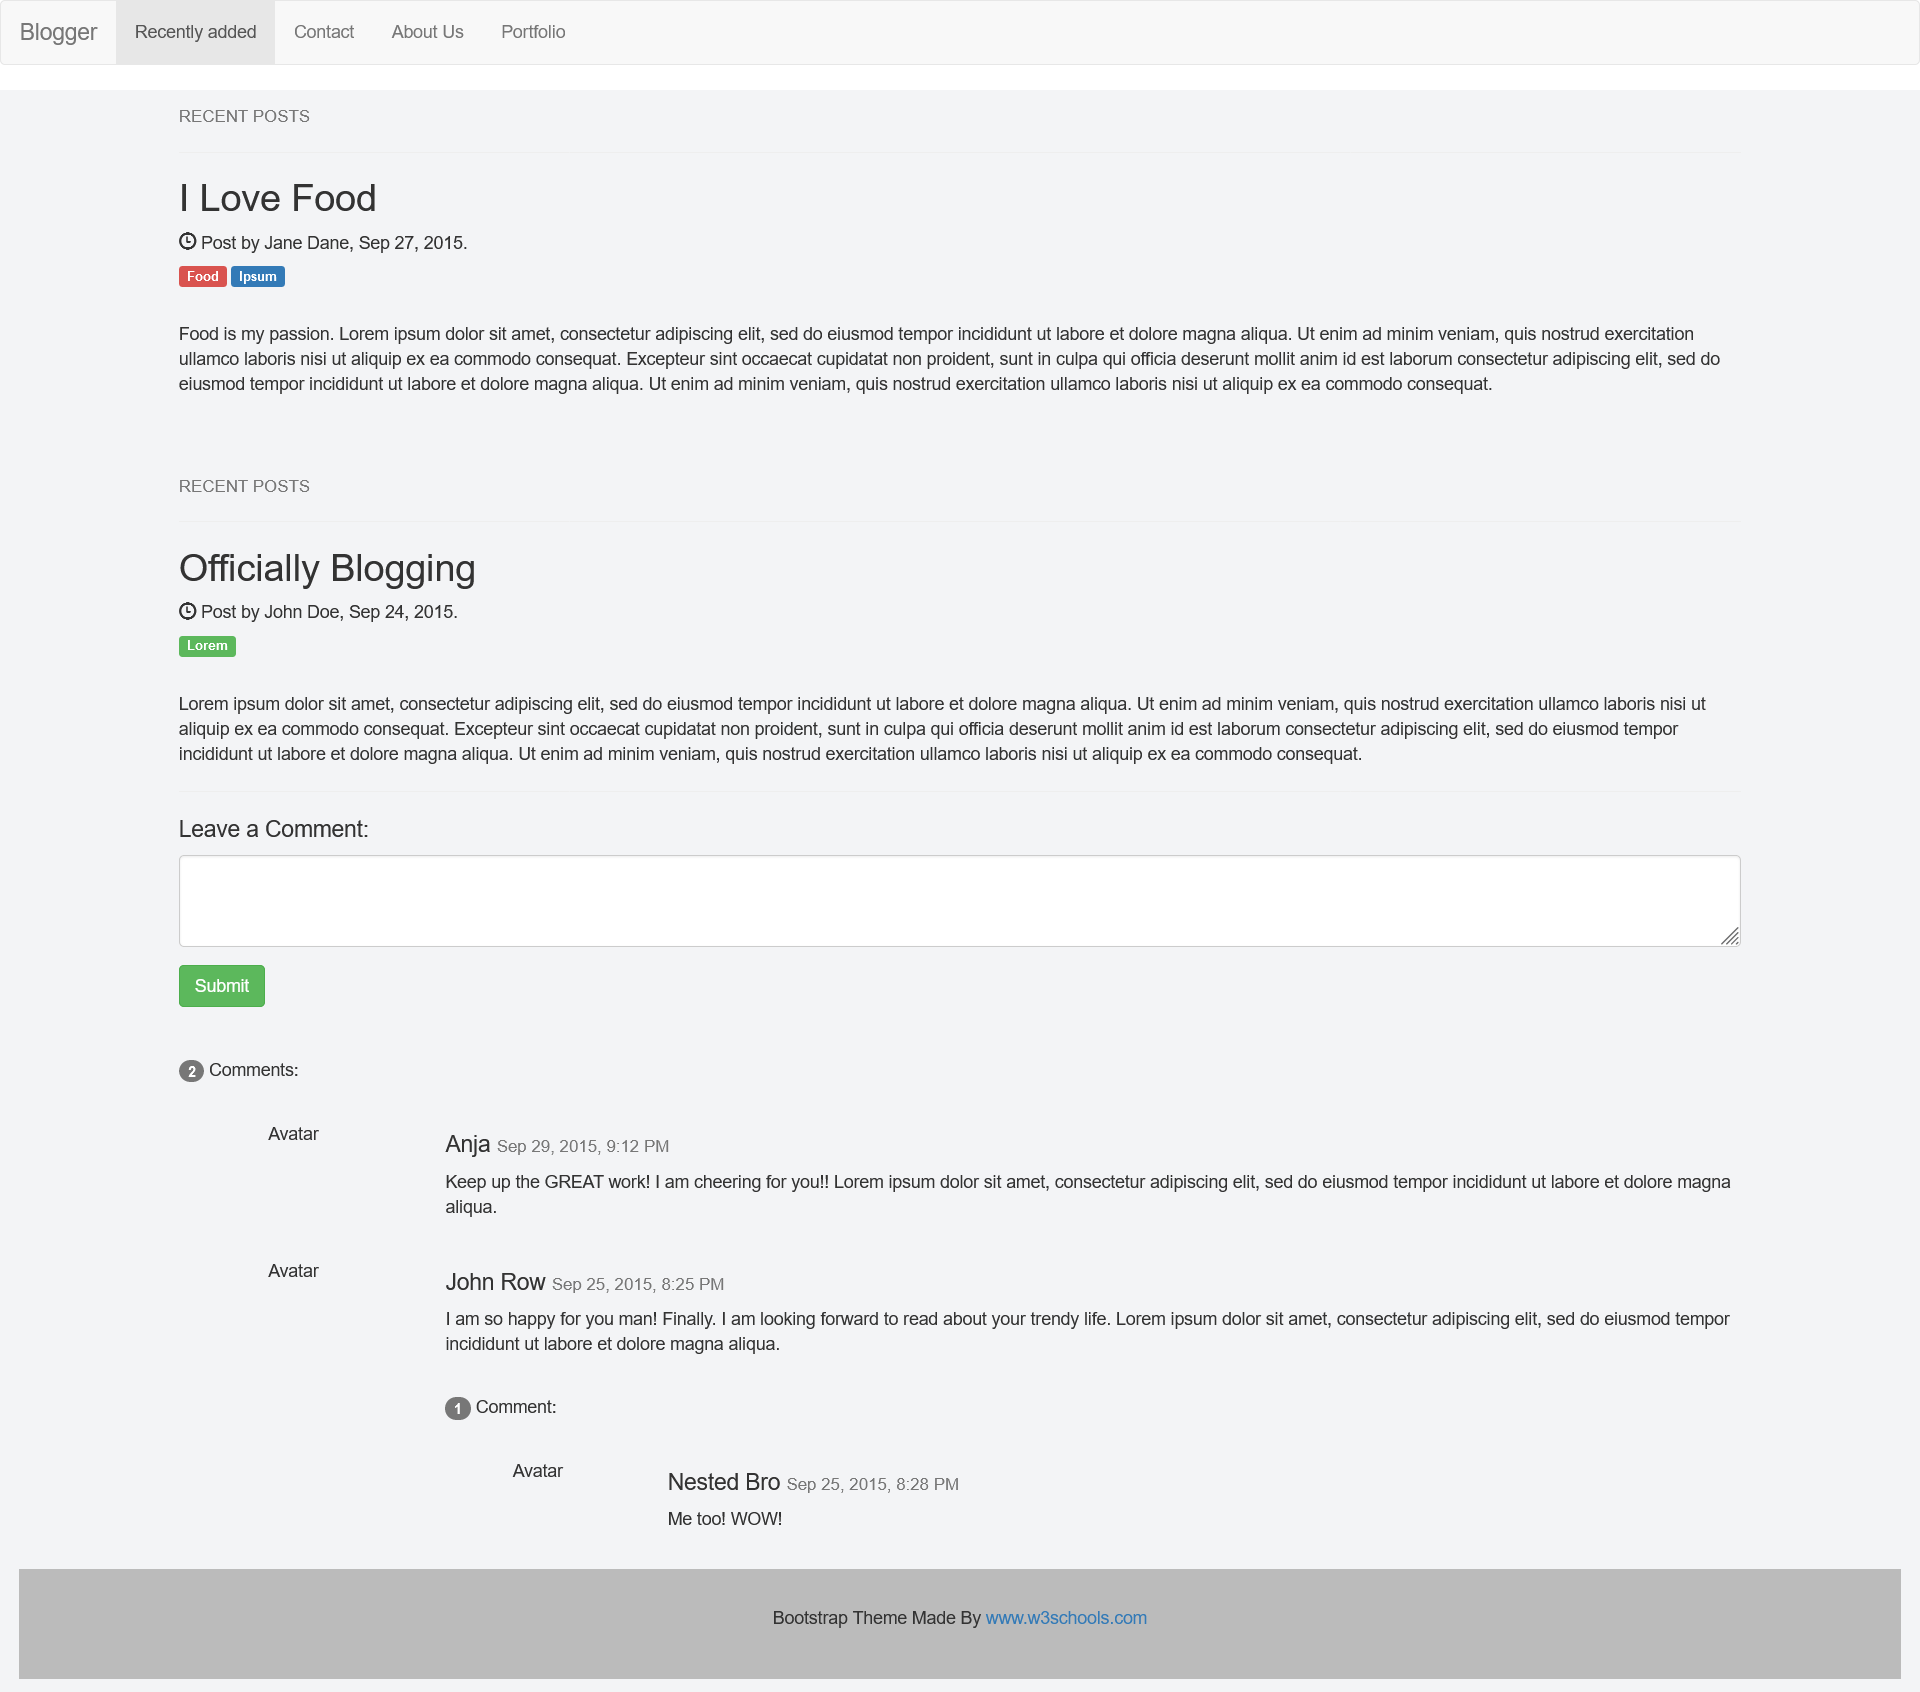 Blogger Recently added Contact About Us Portfolio
RECENT POSTS
I Love Food
Post by Jane Dane, Sep 27, 2015.
Food Ipsum
Food is my passion. Lorem ipsum dolor sit amet, consectetur adipiscing elit, sed do eiusmod tempor incididunt ut labore et dolore magna aliqua. Ut enim ad minim veniam, quis nostrud exercitation
ullamco laboris nisi ut aliquip ex ea commodo consequat. Excepteur sint occaecat cupidatat non proident, sunt in culpa qui officia deserunt mollit anim id est laborum consectetur adipiscing elit, sed do
eiusmod tempor incididunt ut labore et dolore magna aliqua. Ut enim ad minim veniam, quis nostrud exercitation ullamco laboris nisi ut aliquip ex ea commodo consequat.
RECENT POSTS
Officially Blogging
Post by John Doe, Sep 24, 2015.
Lorem
Lorem ipsum dolor sit amet, consectetur adipiscing elit, sed do eiusmod tempor incididunt ut labore et dolore magna aliqua. Ut enim ad minim veniam, quis nostrud exercitation ullamco laboris nisi ut
aliquip ex ea commodo consequat. Excepteur sint occaecat cupidatat non proident, sunt in culpa qui officia deserunt mollit anim id est laborum consectetur adipiscing elit, sed do eiusmod tempor
incididunt ut labore et dolore magna aliqua. Ut enim ad minim veniam, quis nostrud exercitation ullamco laboris nisi ut aliquip ex ea commodo consequat.
Leave a Comment:
Submit
2 Comments:
Avatar
Anja Sep 29, 2015, 9:12 PM
Keep up the GREAT work! I am cheering for you!! Lorem ipsum dolor sit amet, consectetur adipiscing elit, sed do eiusmod tempor incididunt ut labore et dolore magna
aliqua.
Avatar
John Row Sep 25, 2015, 8:25 PM
I am so happy for you man! Finally. I am looking forward to read about your trendy life. Lorem ipsum dolor sit amet, consectetur adipiscing elit, sed do eiusmod tempor
incididunt ut labore et dolore magna aliqua.
1 Comment:
Avatar
Nested Bro Sep 25, 2015, 8:28 PM
Me too! WOW!
Bootstrap Theme Made By www.w3schools.com